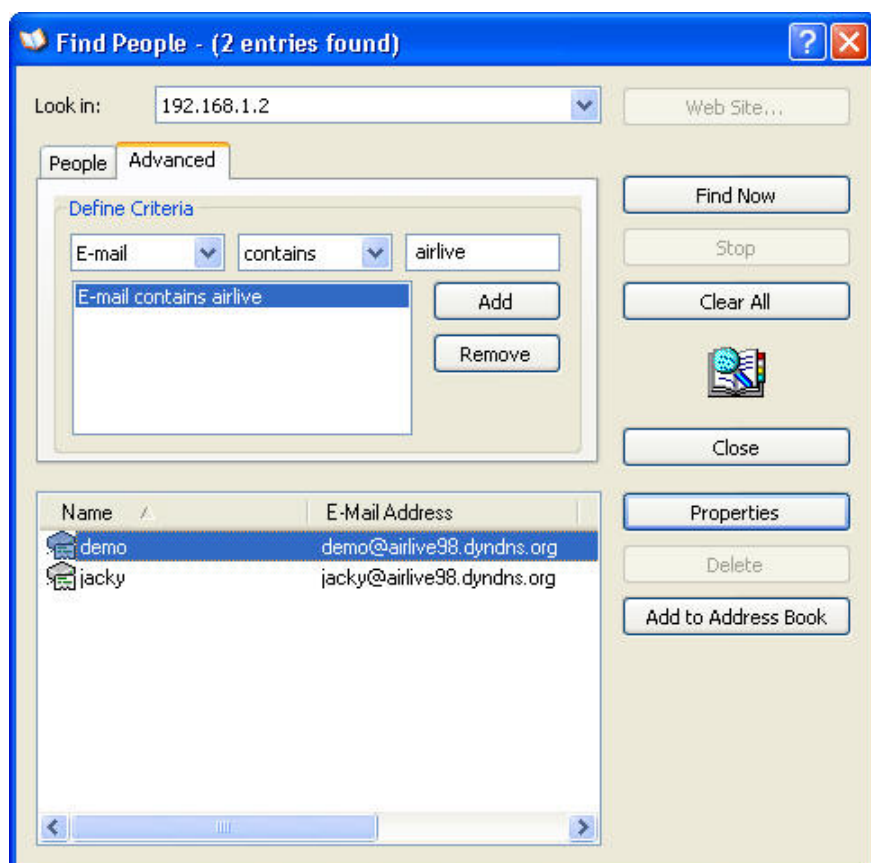 Find People - (2 entries found)
Look in: 192.168.1.2 Web Site...
People Advanced
Find Now
Define Criteria
E-mail contains airlive Stop
E-mail contains airlive Add Clear All
Remove
Close
Name E-Mail Address Properties
demo demo@airlive98.dyndns.org
jacky jacky@airlive98.dyndns.org Delete
Add to Address Book